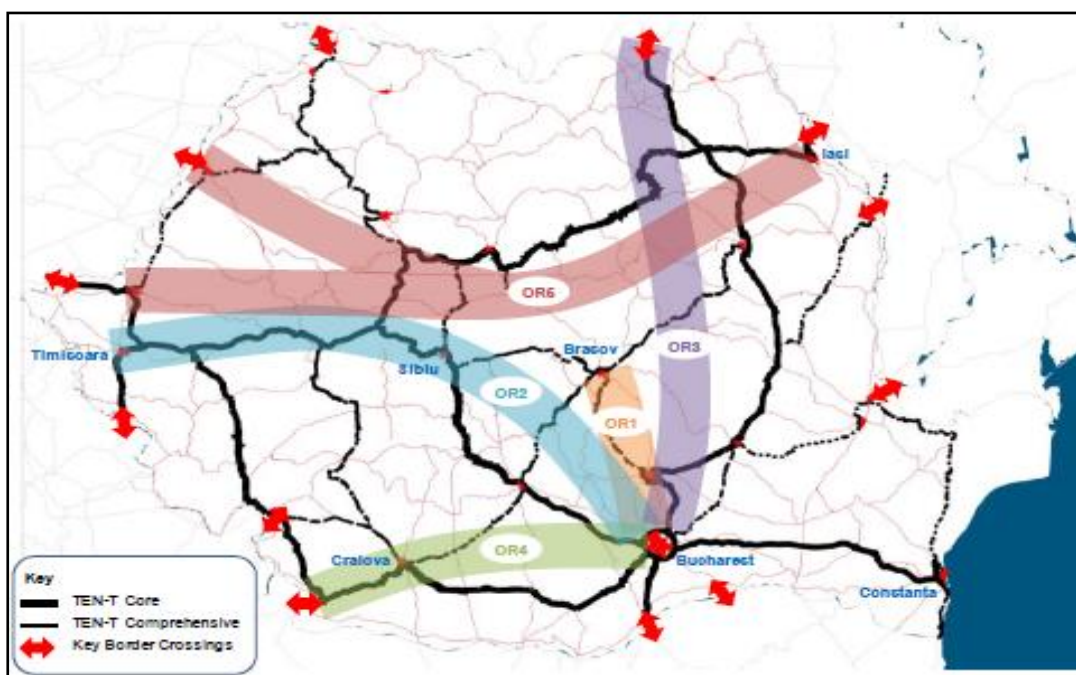 Iasi
OR5
Timisoara
Brasov
OR3
Sibiu
OR2
OR1
OR4
Craiova
Bucharest
Constanta
Key
TEN-T Core
TEN-T Comprehensive
Key Border Crossings